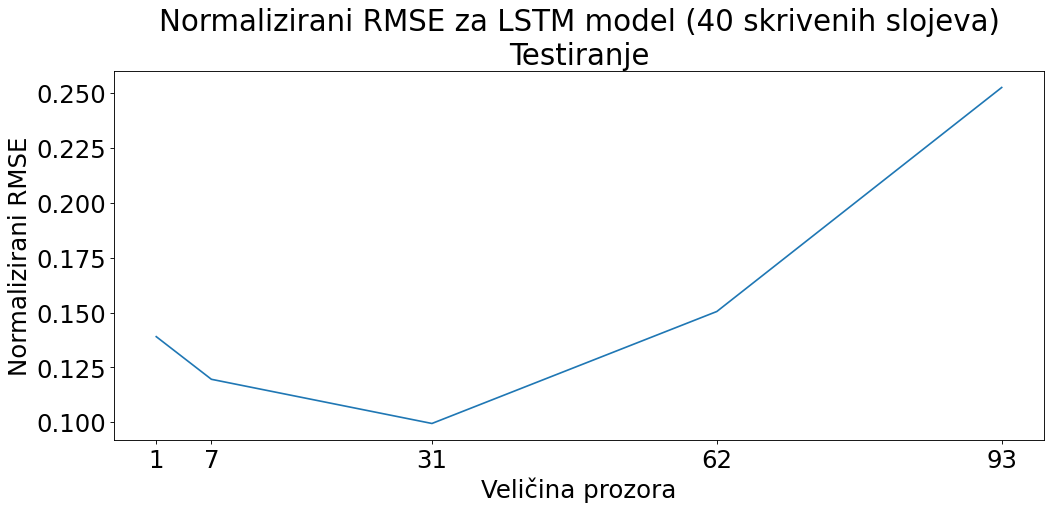 Normalizirani RMSE za LSTM model (40 skrivenih slojeva)
Testiranje
Normalizirani RMSE
0.250
0.225
0.200
0.175
0.150
0.125
0.100
1 7 31 62 93
Veličina prozora